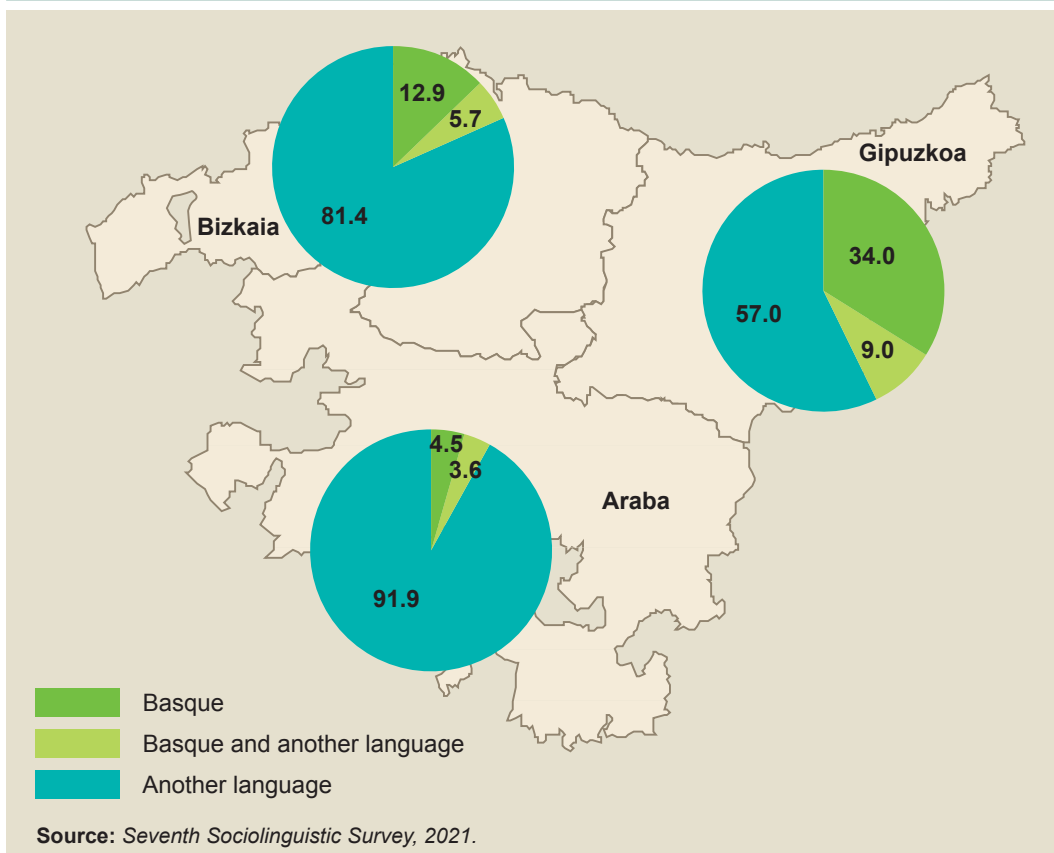 12.9
5.7
81.4
Bizkaia
Gipuzkoa
34.0
57.0
9.0
4.5
3.6
91.9
Araba
Basque
Basque and another language
Another language
Source: Seventh Sociolinguistic Survey, 2021.